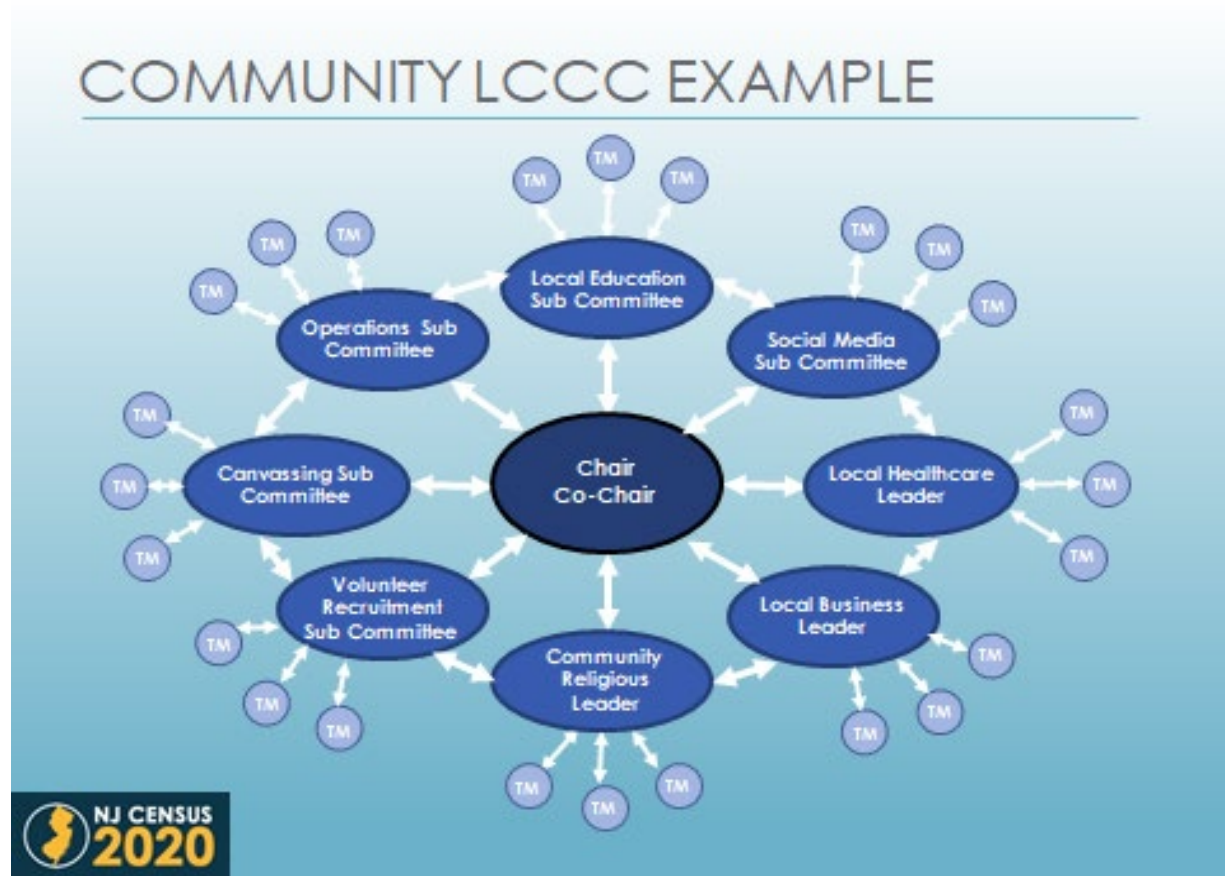 COMMUNITY LCCC EXAMPLE
TM
TM
TM
TM
TM
TM
TM
TM
TM
Local Education
Sub Committee
Operations Sub
Committee
Social Media
Sub Committee
TM
TM
TM
TM
TM
TM
Canvassing Sub
Committee
Chair
Co-Chair
Local Healthcare
Leader
Volunteer
Recruitment
Sub Committee
Local Business
Leader
Community
Religious
Leader
TM
TM
TM
TM
TM
TM
TM
TM
TM
NJ CENSUS
2020